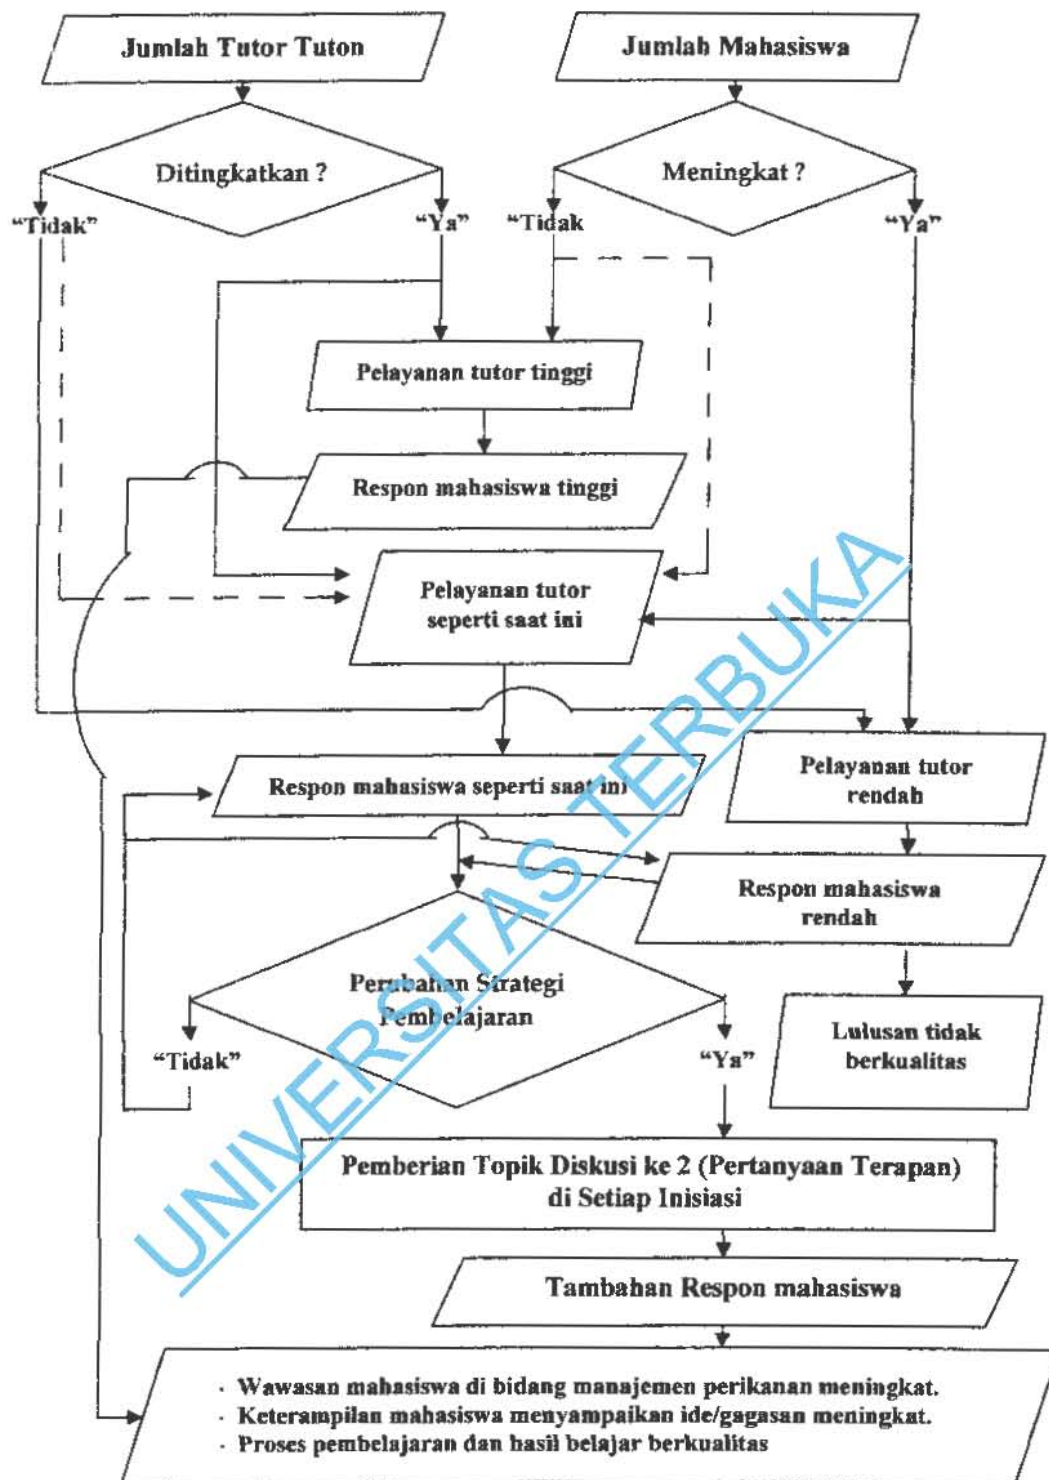 Jumlah Tutor Tuton
Jumlah Mahasiswa
Ditingkatkan ?
Meningkat ?
“Tidak”
“Ya”
“Tidak
“Ya”
Pelayanan tutor tinggi
Respon mahasiswa tinggi
Pelayanan tutor
seperti saat ini
Respon mahasiswa seperti saat ini
Pelayanan tutor
rendah
Respon mahasiswa
rendah
Perubahan Strategi
Pembelajaran
Lulusan tidak
berkualitas
“Tidak”
“Ya”
Pemberian Topik Diskusi ke 2 (Pertanyaan Terapan)
di Setiap Inisiasi
Tambahan Respon mahasiswa
· Wawasan mahasiswa di bidang manajemen perikanan meningkat.
· Keterampilan mahasiswa menyampaikan ide/gagasan meningkat.
· Proses pembelajaran dan hasil belajar berkualitas
UNIVERSITAS TERBUKA